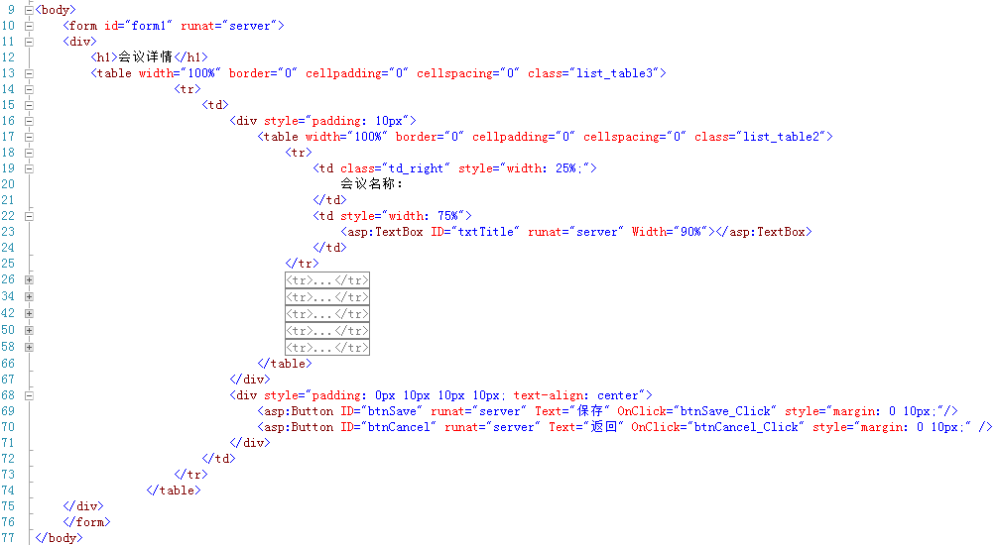 9 <body>
10 <form id="form1" runat="server">
11 <div>
12 <h1>会议详情</h1>
13 <table width="100%" border="0" cellpadding="0" cellspacing="0" class="list_table3">
14 <tr>
15 <td>
16 <div style="padding: 10px">
17 <table width="100%" border="0" cellpadding="0" cellspacing="0" class="list_table2">
18 <tr>
19 <td class="td_right" style="width: 25%;">
20 会议名称：
21 </td>
22 <td style="width: 75%">
23 <asp:TextBox ID="txtTitle" runat="server" Width="90%"></asp:TextBox>
24 </td>
25 </tr>
26 <tr>...</tr>
34 <tr>...</tr>
42 <tr>...</tr>
50 <tr>...</tr>
58 <tr>...</tr>
66 </table>
67 </div>
68 <div style="padding: 0px 10px 10px 10px; text-align: center">
69 <asp:Button ID="btnSave" runat="server" Text="保存" OnClick="btnSave_Click" style="margin: 0 10px;"/>
70 <asp:Button ID="btnCancel" runat="server" Text="返回" OnClick="btnCancel_Click" style="margin: 0 10px;" />
71 </div>
72 </td>
73 </tr>
74 </table>
75 </div>
76 </form>
77 </body>